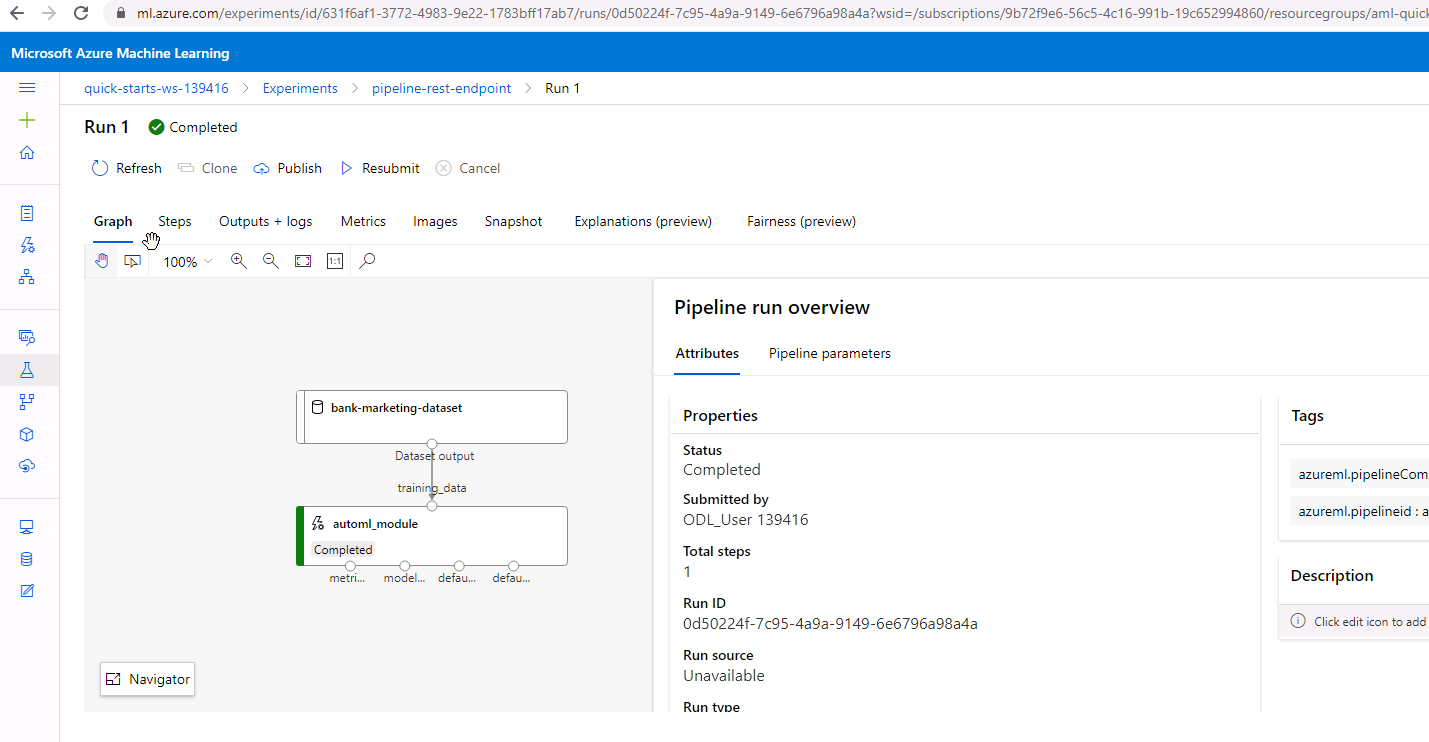 ml.azure.com/experiments/id/631f6af1-3772-4983-9e22-1783bff17ab7/runs/0d50224f-7c95-4a9a-9149-6e6796a98a4a?wsid=/subscriptions/9b72f9e6-56c5-4c16-991b-19c652994860/resourcegroups/aml-quick
Microsoft Azure Machine Learning
quick-starts-ws-139416 > Experiments > pipeline-rest-endpoint > Run 1
Run 1 Completed
Refresh Clone Publish Resubmit Cancel
Graph Steps Outputs + logs Metrics Images Snapshot Explanations (preview) Fairness (preview)
100% 1:1
bank-marketing-dataset
Dataset output
training_data
automl_module
Completed
metri... model... defau... defau...
Navigator
Pipeline run overview
Attributes Pipeline parameters
Properties
Status
Completed
Submitted by
ODL_User 139416
Total steps
1
Run ID
0d50224f-7c95-4a9a-9149-6e6796a98a4a
Run source
Unavailable
Run type
Tags
azureml.pipelineCom
azureml.pipelineid : a
Description
Click edit icon to add